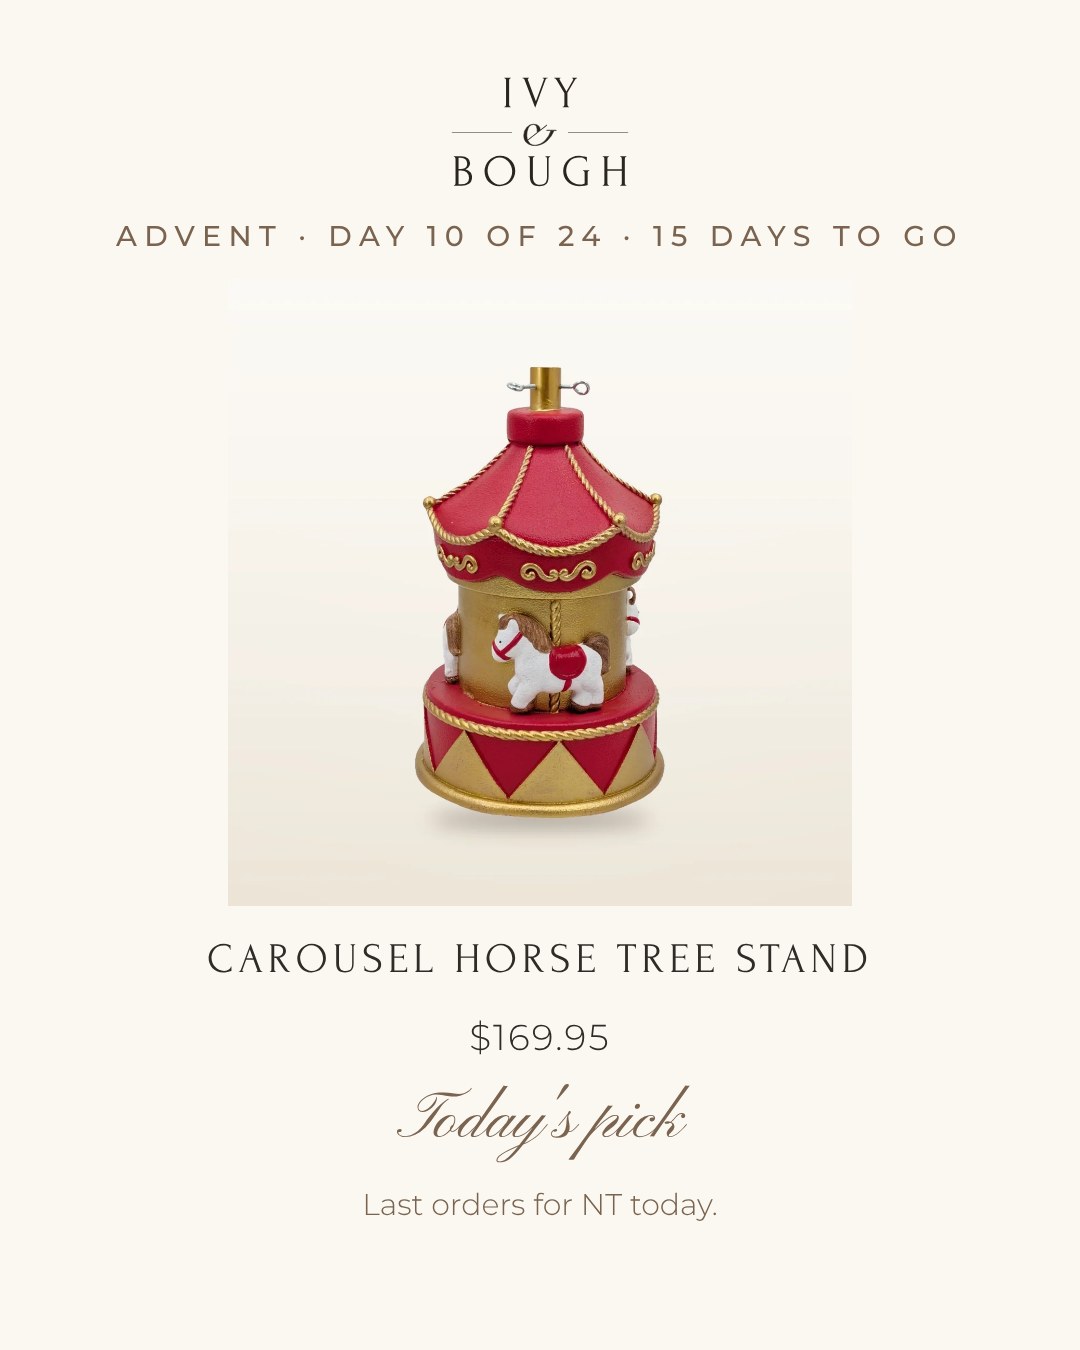 IVY
&
BOUGH
ADVENT · DAY 10 OF 24 · 15 DAYS TO GO
CAROUSEL HORSE TREE STAND
$169.95
Today's pick
Last orders for NT today.